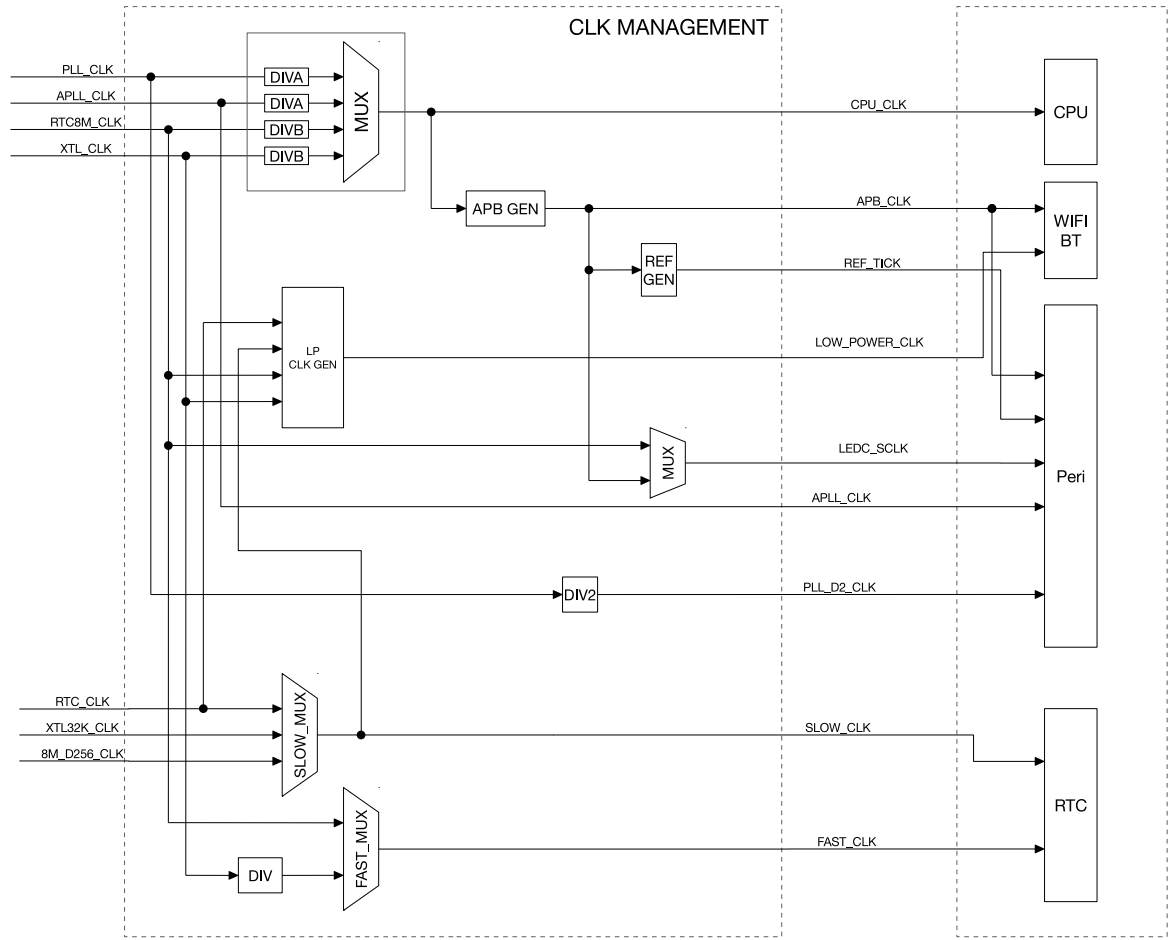 CLK MANAGEMENT
PLL_CLK
APLL_CLK
RTC8M_CLK
XTL_CLK
DIVA
DIVA
DIVB
DIVB
MUX
CPU_CLK
CPU
APB GEN
APB_CLK
WIFI
BT
REF
GEN
REF_TICK
LP
CLK GEN
LOW_POWER_CLK
MUX
LEDC_SCLK
Peri
APLL_CLK
DIV2
PLL_D2_CLK
RTC_CLK
XTL32K_CLK
8M_D256_CLK
SLOW_MUX
SLOW_CLK
RTC
FAST_MUX
FAST_CLK
DIV